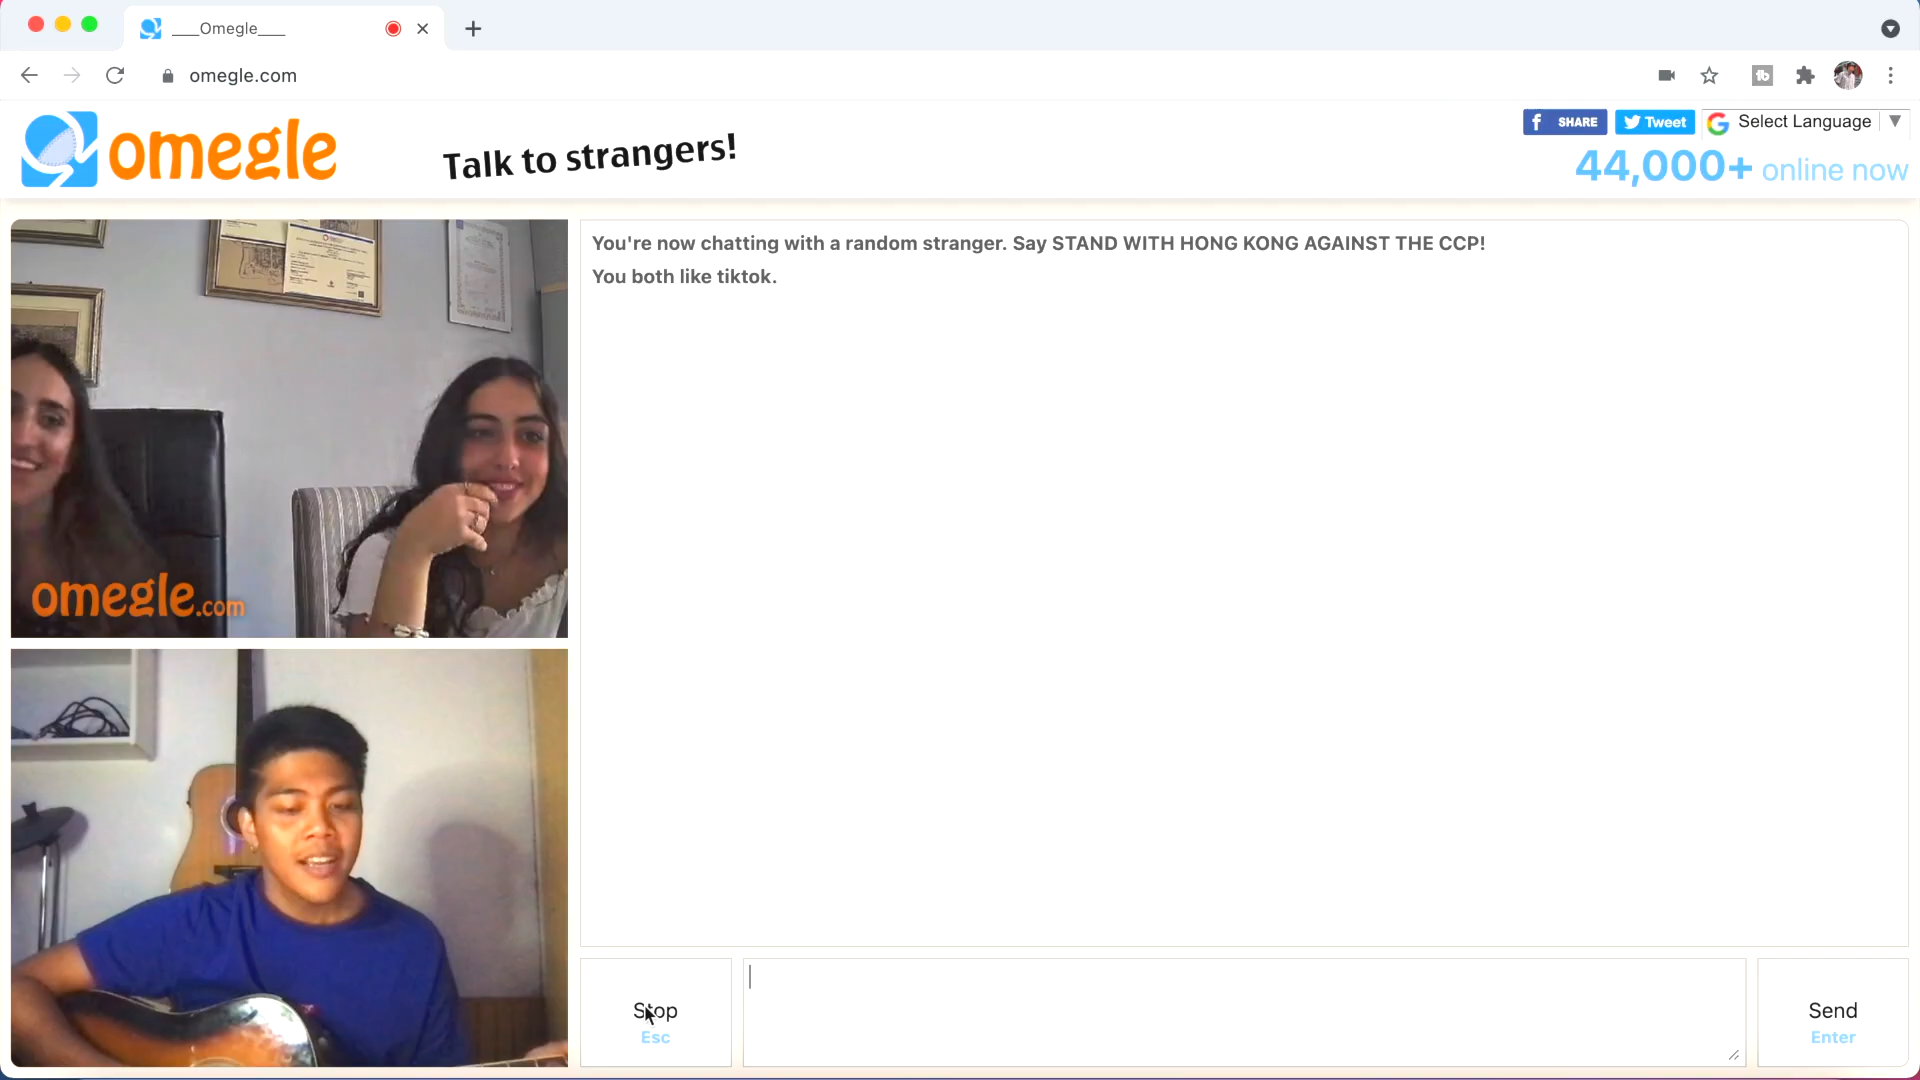 ___Omegle___
omegle.com
omegle
Talk to strangers!
SHARE
Tweet
Select Language
44,000+ online now
You're now chatting with a random stranger. Say STAND WITH HONG KONG AGAINST THE CCP!
You both like tiktok.
omegle.com
Stop
Esc
Send
Enter